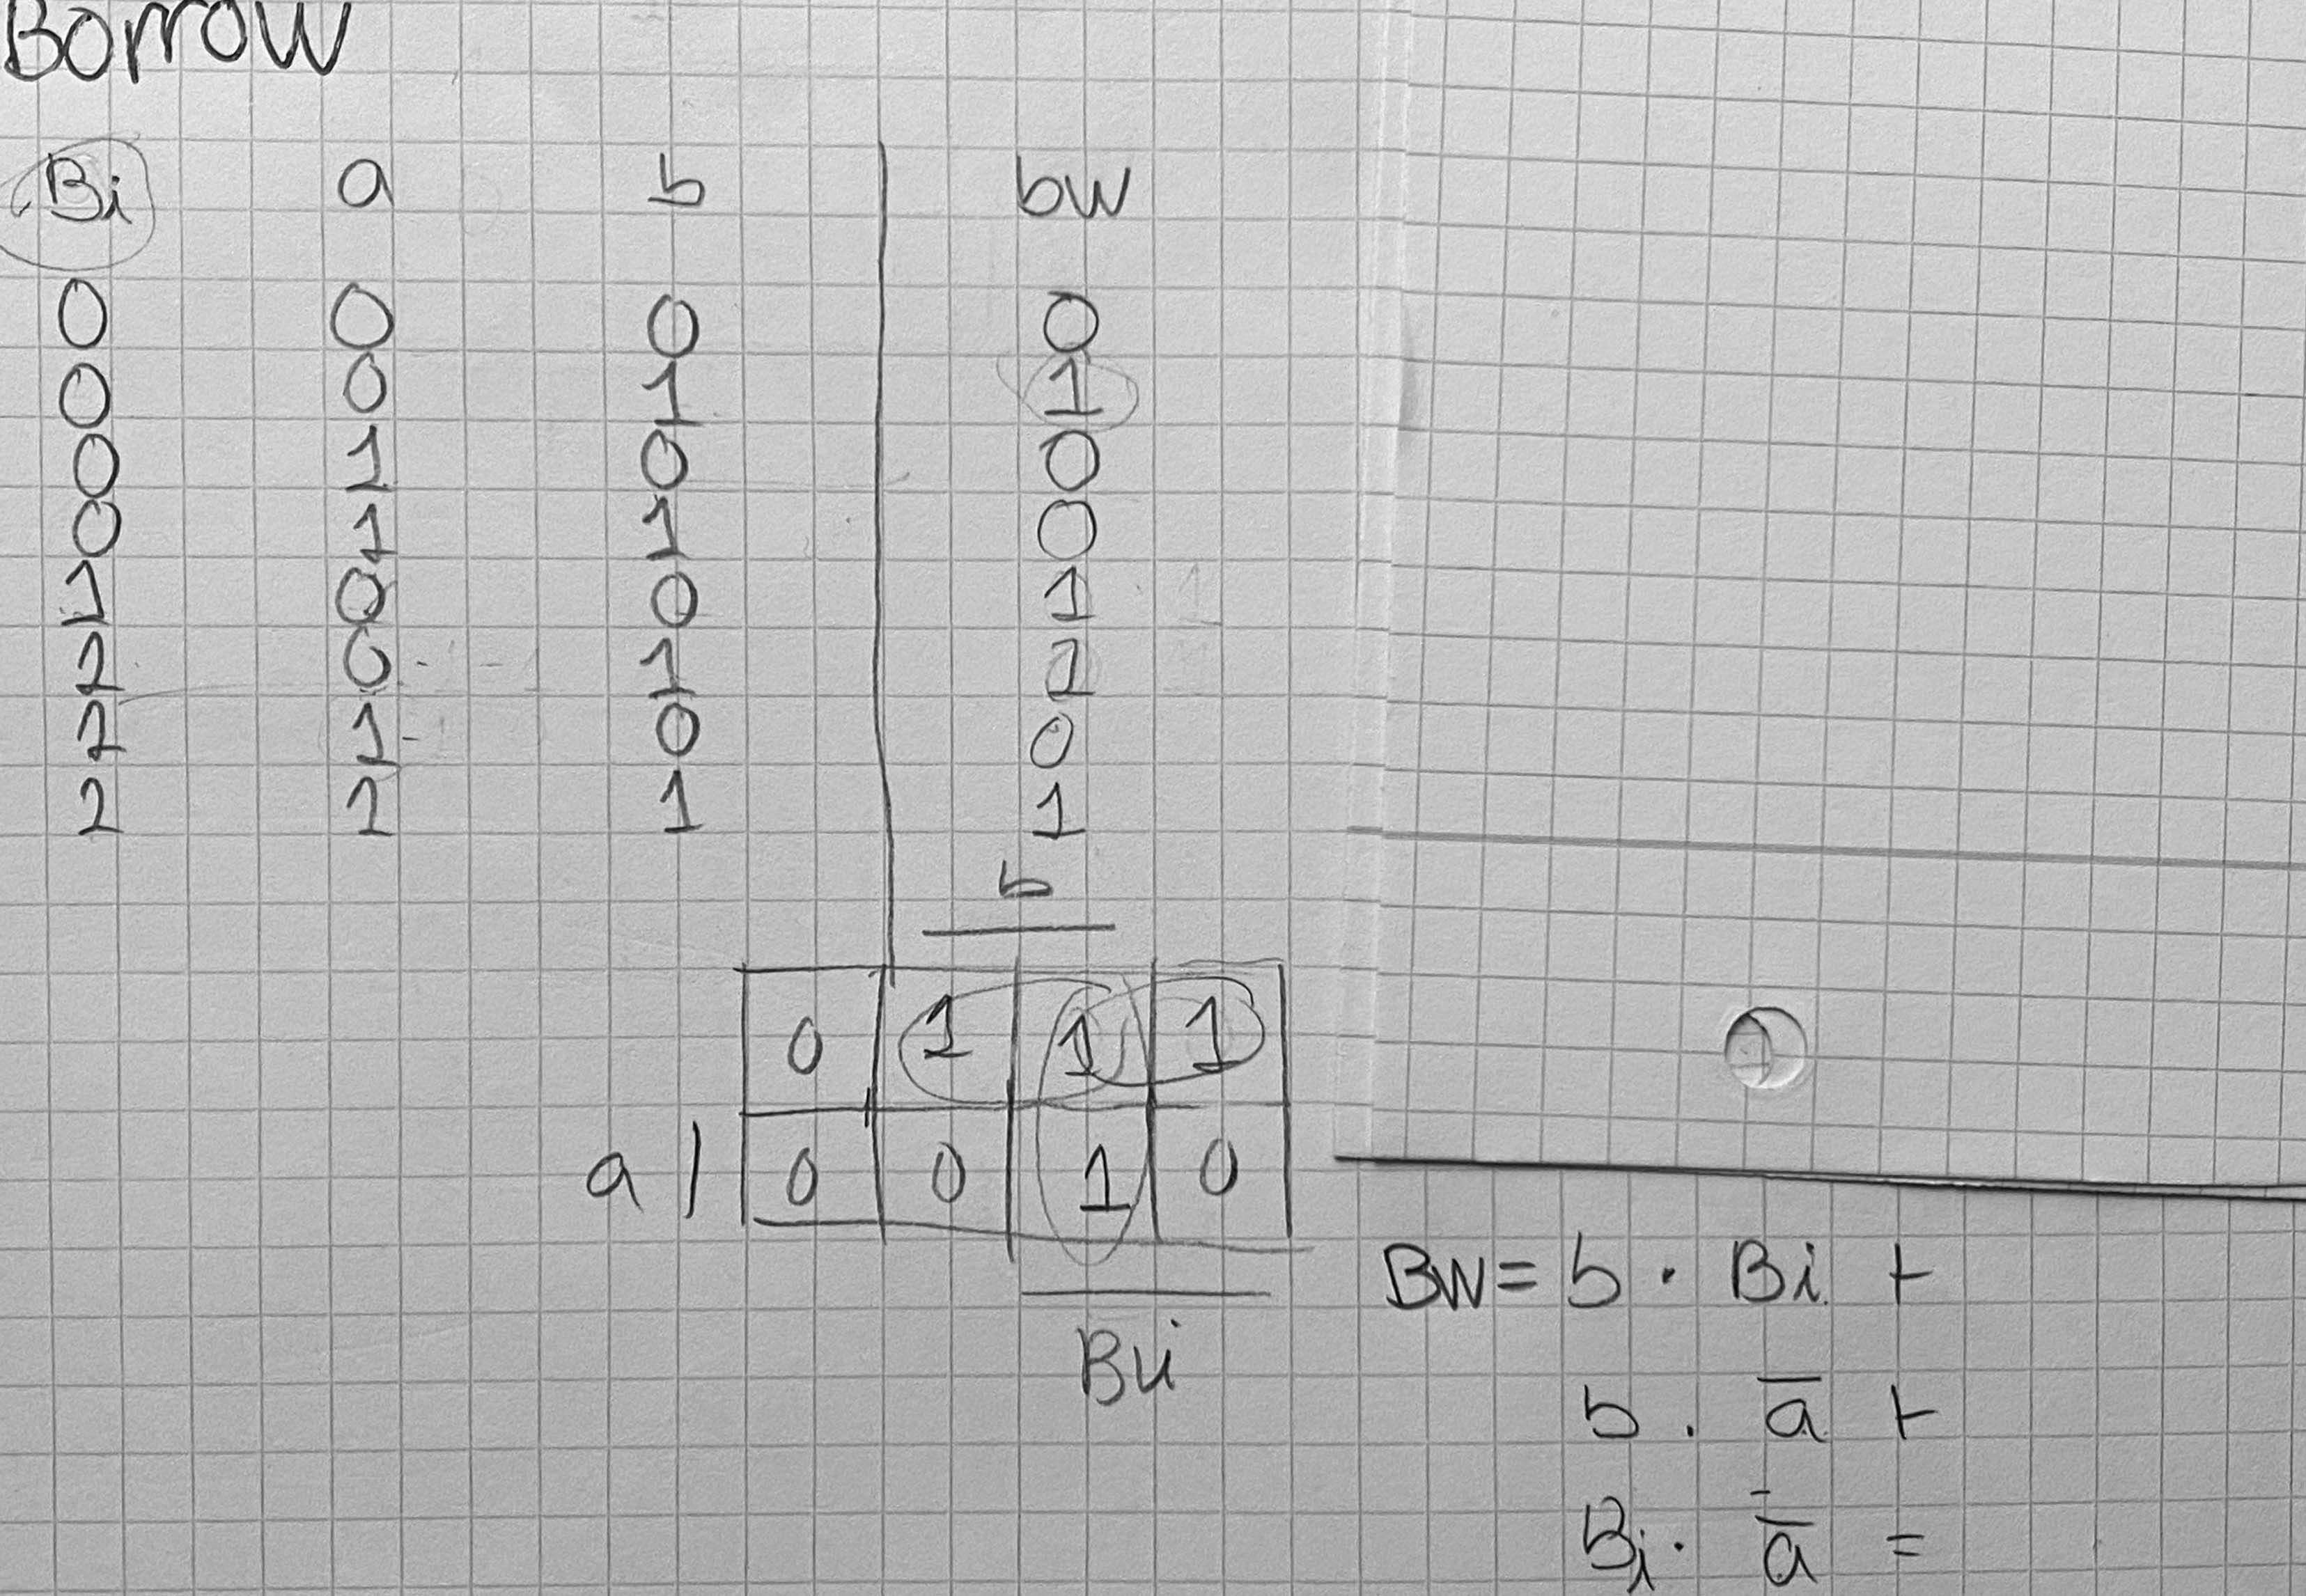 Borrow
Bi a b bw
0 0 0 0
0 0 1 1
0 1 0 0
0 1 1 0
1 0 0 1
1 0 1 1
1 1 0 0
1 1 1 1
b
0 1 1 1
a | 0 0 1 0
Bi
BW = b · Bi +
b · a̅ +
Bi · a̅ =